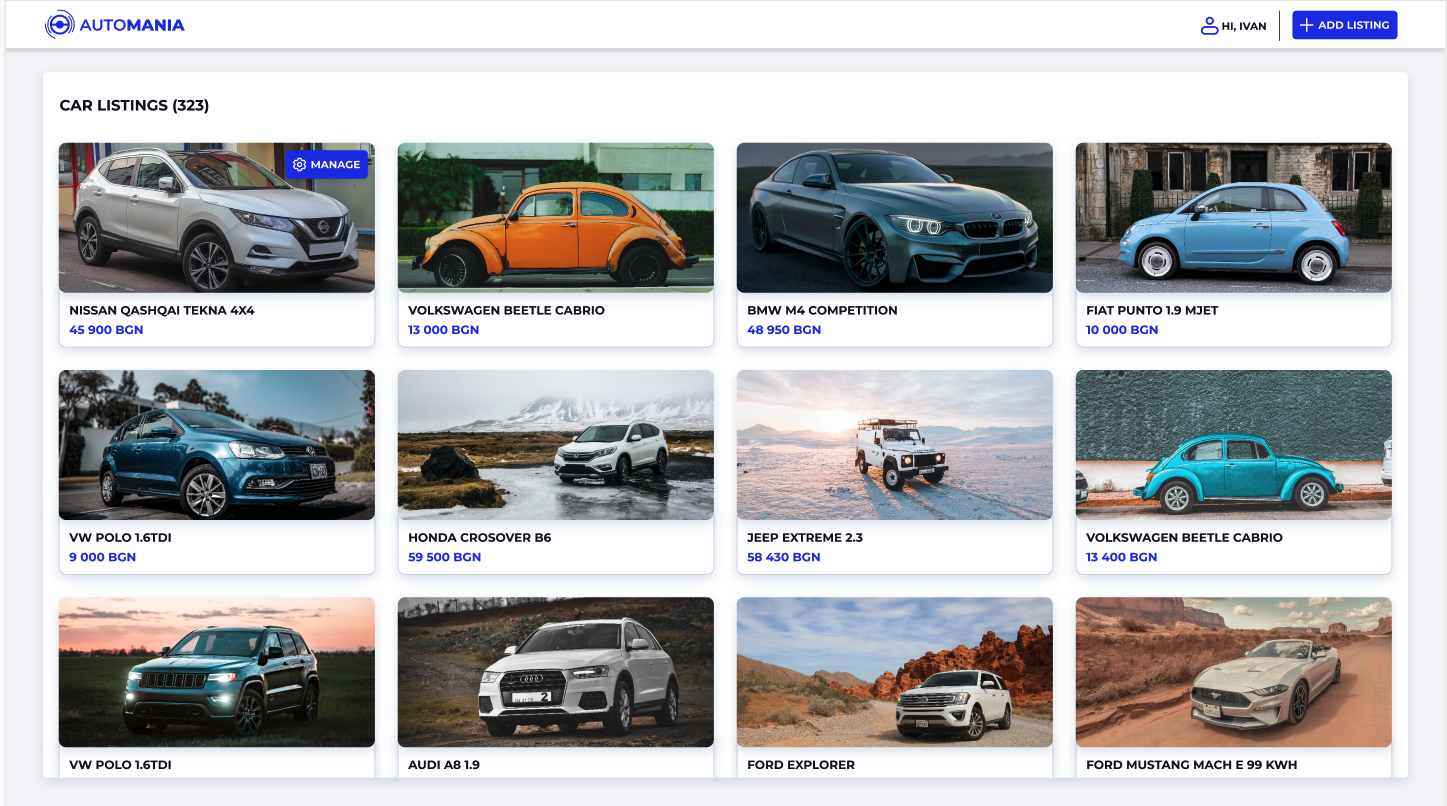 AUTOMANIA
HI, IVAN
ADD LISTING
CAR LISTINGS (323)
MANAGE
NISSAN QASHQAI TEKNA 4X4
45 900 BGN
VOLKSWAGEN BEETLE CABRIO
13 000 BGN
BMW M4 COMPETITION
48 950 BGN
FIAT PUNTO 1.9 MJET
10 000 BGN
VW POLO 1.6TDI
9 000 BGN
HONDA CROSOVER B6
59 500 BGN
JEEP EXTREME 2.3
58 430 BGN
VOLKSWAGEN BEETLE CABRIO
13 400 BGN
VW POLO 1.6TDI
AUDI A8 1.9
FORD EXPLORER
FORD MUSTANG MACH E 99 KWH